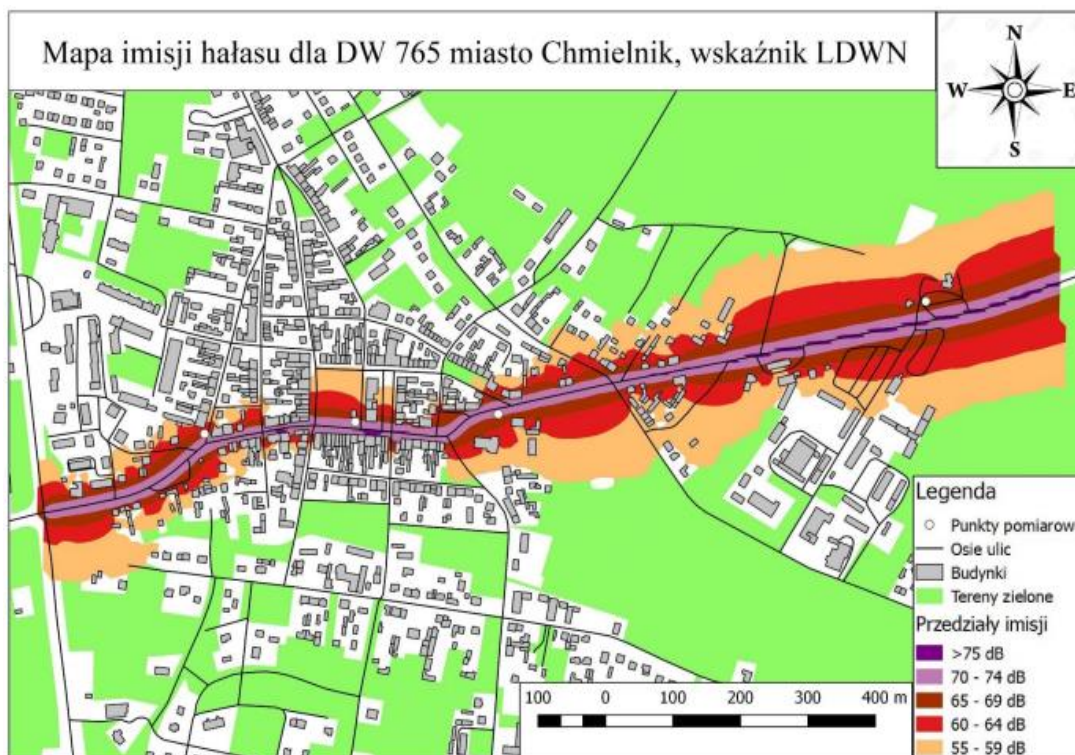 Mapa imisji hałasu dla DW 765 miasto Chmielnik, wskaźnik LDWN
N
W E
S
Legenda
Punkty pomiarow
Osie ulic
Budynki
Tereny zielone
Przedziały imisji
>75 dB
70 - 74 dB
65 - 69 dB
60 - 64 dB
55 - 59 dB
100 0 100 200 300 400 m